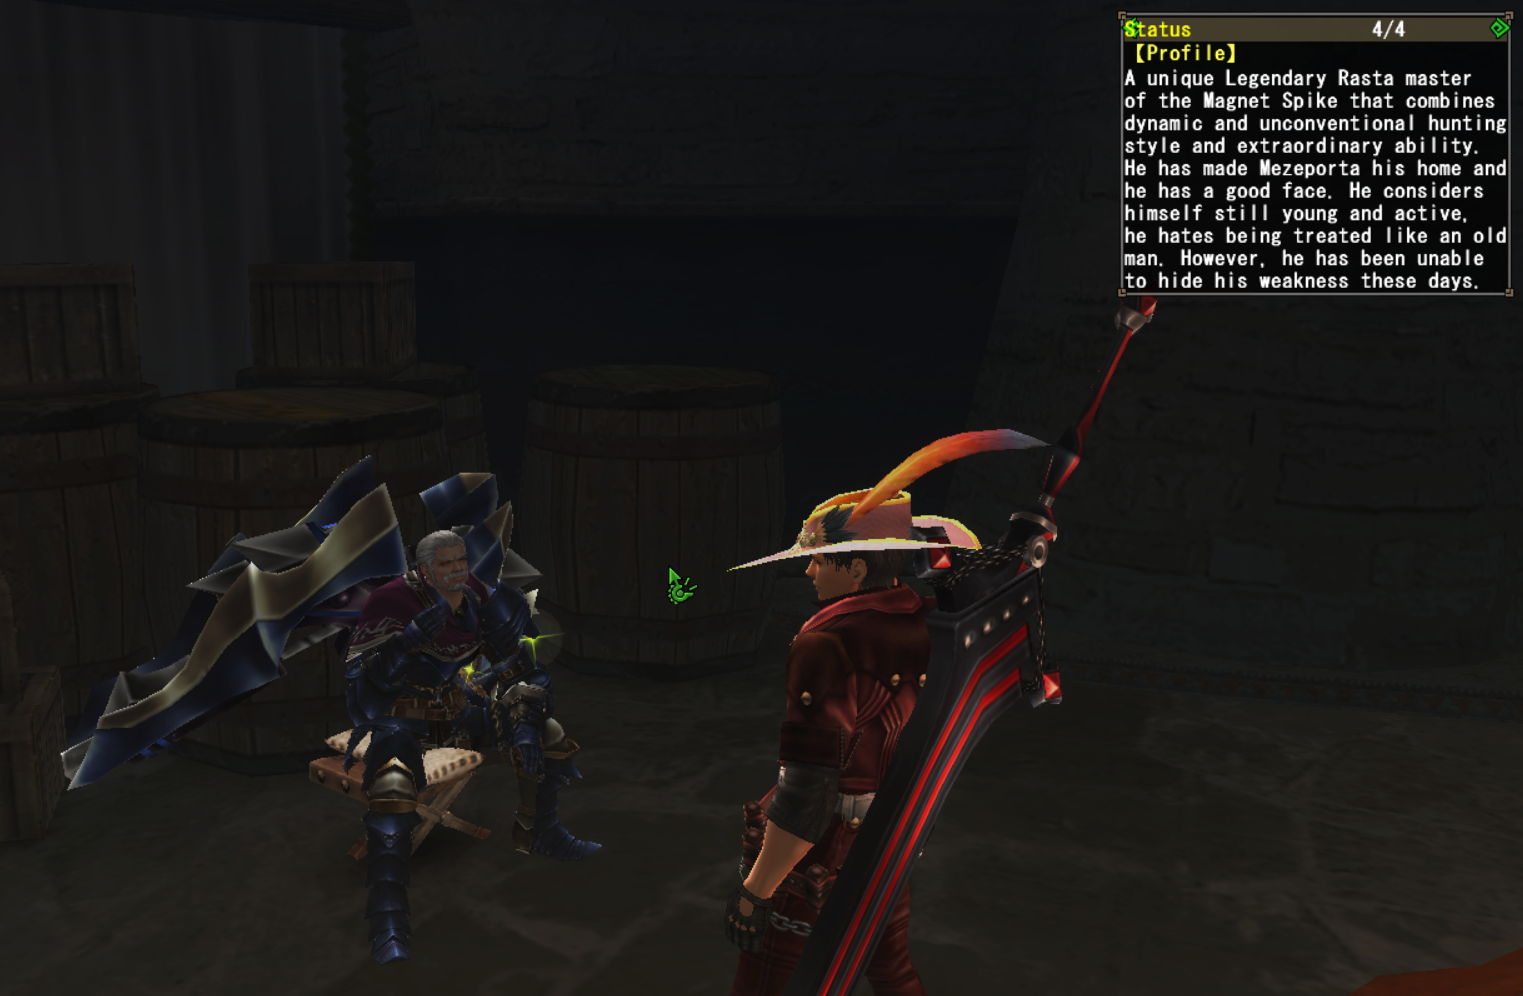 Status 4/4
【Profile】
A unique Legendary Rasta master
of the Magnet Spike that combines
dynamic and unconventional hunting
style and extraordinary ability.
He has made Mezeporta his home and
he has a good face. He considers
himself still young and active,
he hates being treated like an old
man. However, he has been unable
to hide his weakness these days.